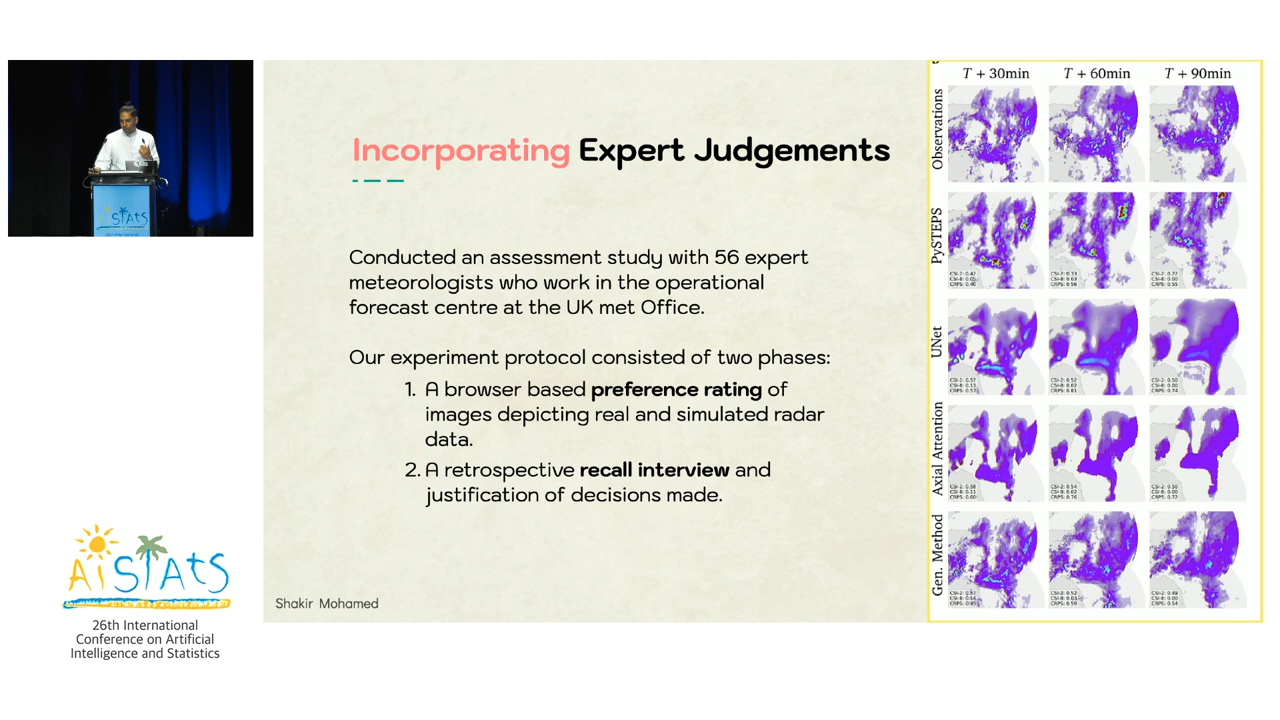 Incorporating Expert Judgements
Conducted an assessment study with 56 expert
meteorologists who work in the operational
forecast centre at the UK met Office.
Our experiment protocol consisted of two phases:
1. A browser based preference rating of
images depicting real and simulated radar
data.
2. A retrospective recall interview and
justification of decisions made.
Shakir Mohamed
T + 30min T + 60min T + 90min
Observations
PySTEPS
UNet
Axial Attention
Gen. Method
AiSTATS
AiStAtS
26th International
Conference on Artificial
Intelligence and Statistics